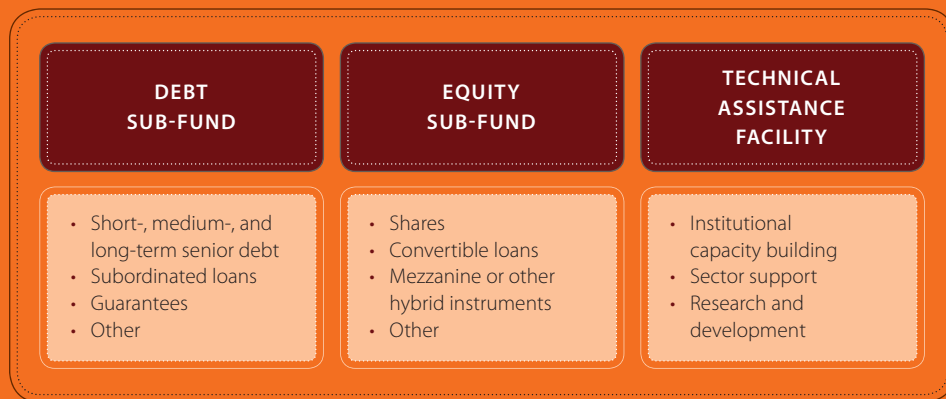 DEBT
SUB-FUND
EQUITY
SUB-FUND
TECHNICAL
ASSISTANCE
FACILITY
• Short-, medium-, and
long-term senior debt
• Subordinated loans
• Guarantees
• Other
• Shares
• Convertible loans
• Mezzanine or other
hybrid instruments
• Other
• Institutional
capacity building
• Sector support
• Research and
development